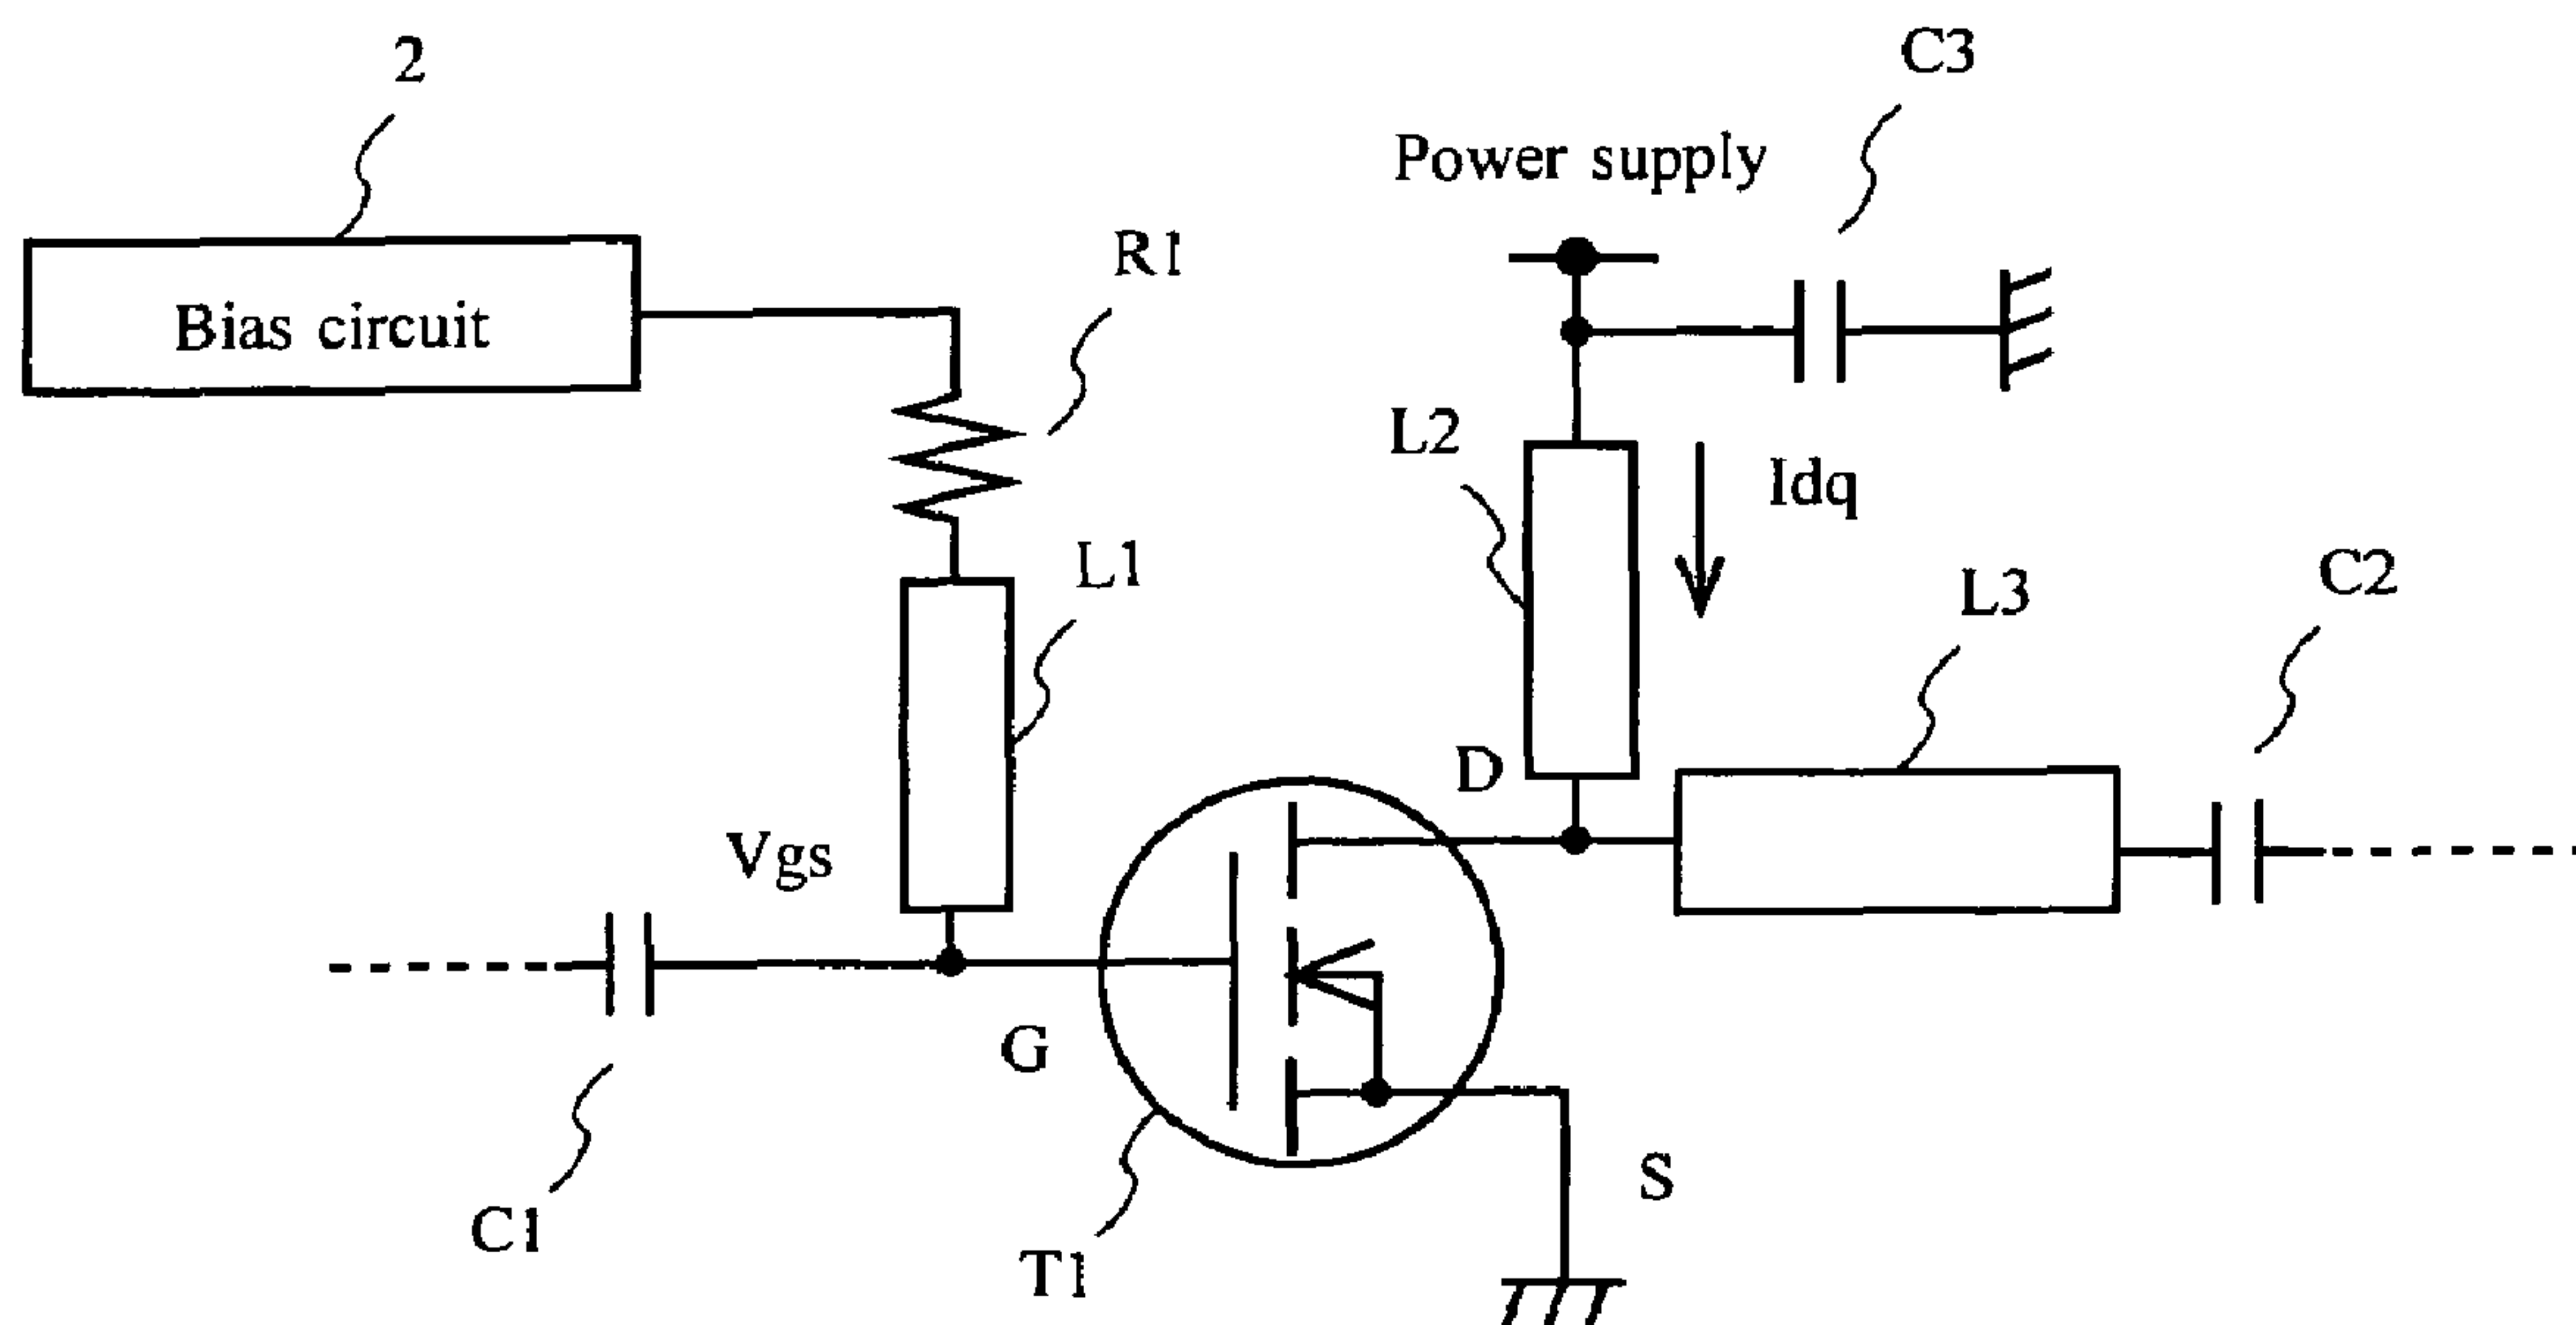 2
C3
Power supply
R1
Bias circuit
L2
Idq
L1
L3
C2
D
Vgs
G
S
C1
T1